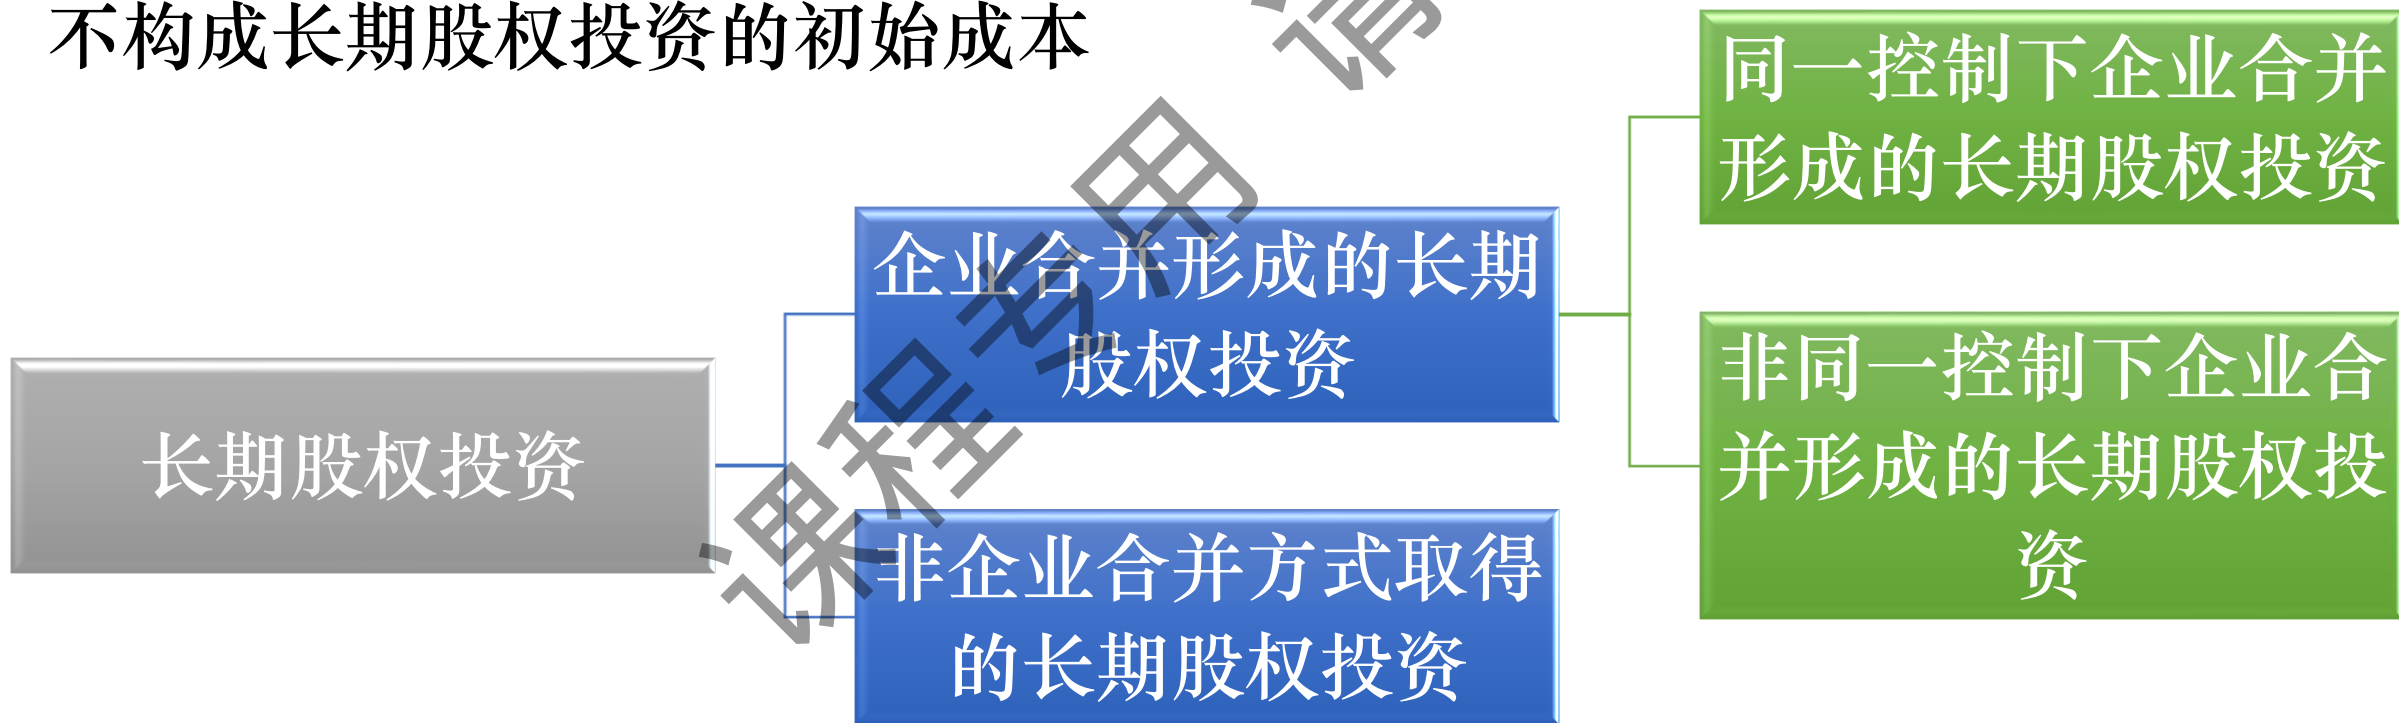 不构成长期股权投资的初始成本
长期股权投资
企业合并形成的长期
股权投资
非企业合并方式取得
的长期股权投资
同一控制下企业合并
形成的长期股权投资
非同一控制下企业合
并形成的长期股权投
资
课程专用